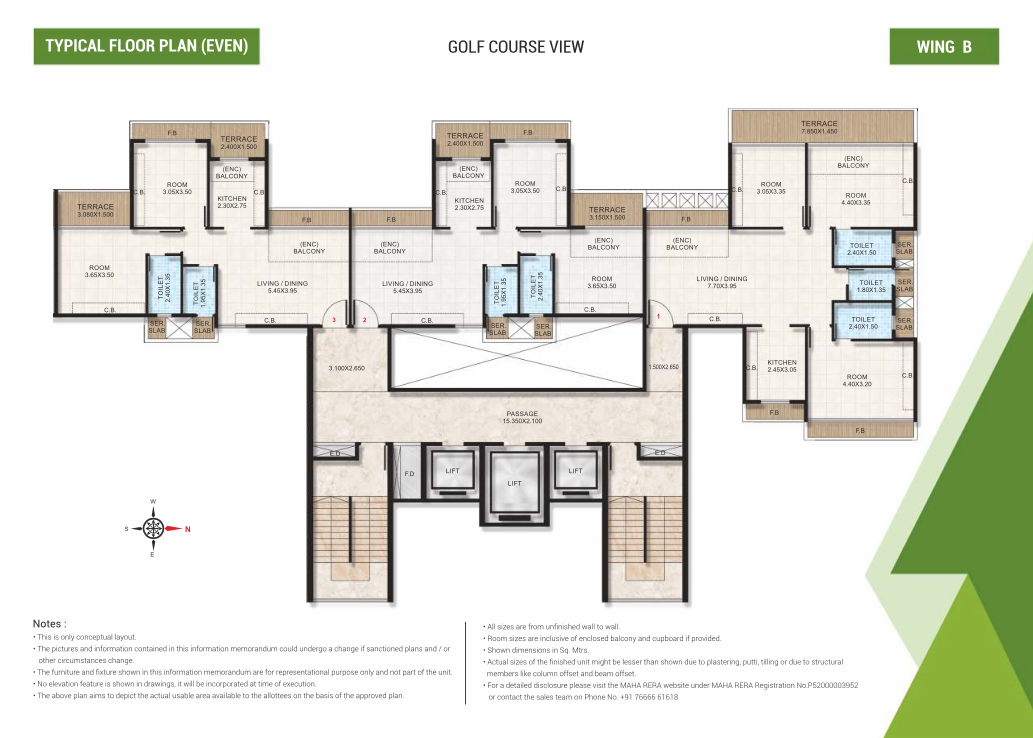 TYPICAL FLOOR PLAN (EVEN)
GOLF COURSE VIEW
WING B
F.B
TERRACE
2.400X1.500
(ENC)
BALCONY
ROOM
3.05X3.50
C.B.
C.B
KITCHEN
2.30X2.75
TERRACE
3.080X1.500
F.B
(ENC)
BALCONY
ROOM
3.65X3.50
TOILET
2.40X1.35
TOILET
1.95X1.35
LIVING / DINING
5.45X3.95
C.B.
SER.
SLAB
SER.
SLAB
C.B.
3
TERRACE
2.400X1.500
F.B
(ENC)
BALCONY
C.B.
KITCHEN
2.30X2.75
ROOM
3.05X3.50
C.B
F.B
(ENC)
BALCONY
LIVING / DINING
5.45X3.95
TERRACE
3.150X1.500
(ENC)
BALCONY
TOILET
1.95X1.35
TOILET
2.40X1.35
ROOM
3.65X3.50
2
C.B.
SER.
SLAB
SER.
SLAB
C.B.
TERRACE
7.850X1.450
(ENC)
BALCONY
C.B.
ROOM
3.05X3.35
ROOM
4.40X3.35
C.B.
F.B
(ENC)
BALCONY
LIVING / DINING
7.70X3.95
TOILET
2.40X1.50
SER.
SLAB
TOILET
1.80X1.35
SER.
SLAB
TOILET
2.40X1.50
SER.
SLAB
1
C.B.
C.B.
KITCHEN
2.45X3.05
ROOM
4.40X3.20
C.B.
F.B
F.B
3.100X2.650
1.500X2.650
PASSAGE
15.350X2.100
E.D
E.D
F.D
LIFT
LIFT
LIFT
W
S
N
E
Notes :
• This is only conceptual layout.
• The pictures and information contained in this information memorandum could undergo a change if sanctioned plans and / or
other circumstances change.
• The furniture and fixture shown in this information memorandum are for representational purpose only and not part of the unit.
• No elevation feature is shown in drawings, it will be incorporated at time of execution.
• The above plan aims to depict the actual usable area available to the allottees on the basis of the approved plan.
• All sizes are from unfinished wall to wall.
• Room sizes are inclusive of enclosed balcony and cupboard if provided.
• Shown dimensions in Sq. Mtrs.
• Actual sizes of the finished unit might be lesser than shown due to plastering, putti, tilling or due to structural
members like column offset and beam offset.
• For a detailed disclosure please visit the MAHA RERA website under MAHA RERA Registration No.P52000003952
or contact the sales team on Phone No. +91 76666 61618